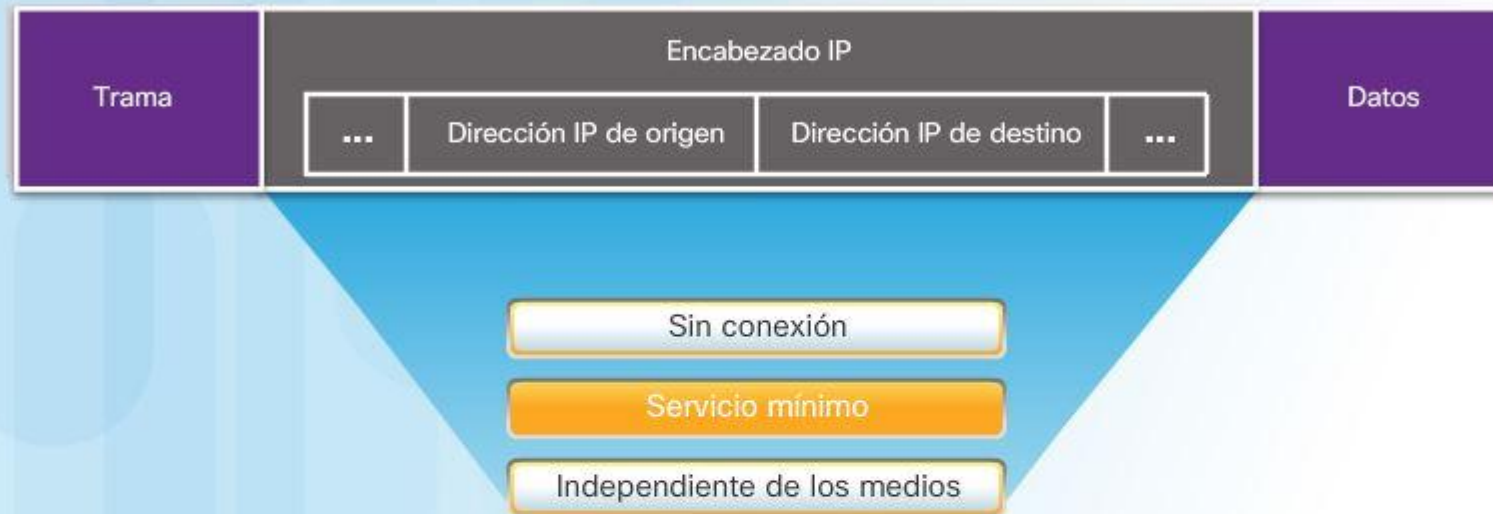 Encabezado IP
Trama
Datos
... Dirección IP de origen Dirección IP de destino ...
Sin conexión
Servicio mínimo
Independiente de los medios